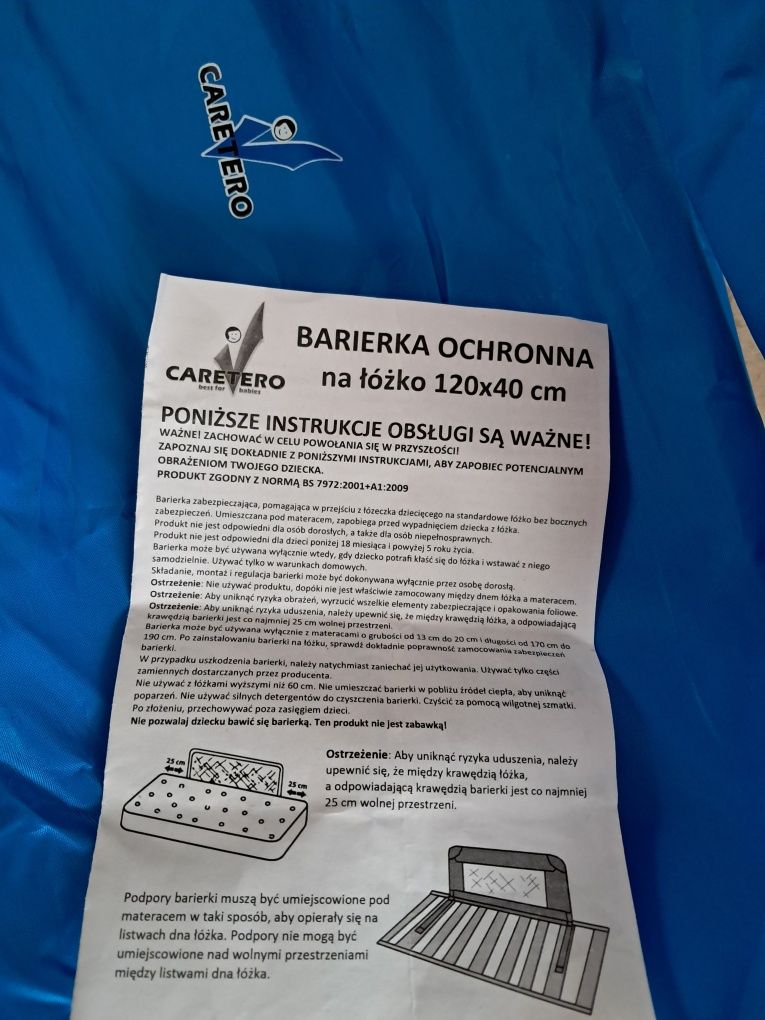 CARETERO
CARETERO
best for babies
BARIERKA OCHRONNA
na łóżko 120x40 cm
PONIŻSZE INSTRUKCJE OBSŁUGI SĄ WAŻNE!
WAŻNE! ZACHOWAĆ W CELU POWOŁANIA SIĘ W PRZYSZŁOŚCI!
ZAPOZNAJ SIĘ DOKŁADNIE Z PONIŻSZYMI INSTRUKCJAMI, ABY ZAPOBIEC POTENCJALNYM
OBRAŻENIOM TWOJEGO DZIECKA.
PRODUKT ZGODNY Z NORMĄ BS 7972:2001+A1:2009
Barierka zabezpieczająca, pomagająca w przejściu z łóżeczka dziecięcego na standardowe łóżko bez bocznych
zabezpieczeń. Umieszczana pod materacem, zapobiega przed wypadnięciem dziecka z łóżka.
Produkt nie jest odpowiedni dla osób dorosłych, a także dla osób niepełnosprawnych.
Produkt nie jest odpowiedni dla dzieci poniżej 18 miesiąca i powyżej 5 roku życia.
Barierka może być używana wyłącznie wtedy, gdy dziecko potrafi kłaść się do łóżka i wstawać z niego
samodzielnie. Używać tylko w warunkach domowych.
Składanie, montaż i regulacja barierki może być dokonywana wyłącznie przez osobę dorosłą.
Ostrzeżenie: Nie używać produktu, dopóki nie jest właściwie zamocowany między dnem łóżka a materacem.
Ostrzeżenie: Aby uniknąć ryzyka obrażeń, wyrzucić wszelkie elementy zabezpieczające i opakowania foliowe.
Ostrzeżenie: Aby uniknąć ryzyka uduszenia, należy upewnić się, że między krawędzią łóżka, a odpowiadającą
krawędzią barierki jest co najmniej 25 cm wolnej przestrzeni.
Barierka może być używana wyłącznie z materacami o grubości od 13 cm do 20 cm i długości od 170 cm do
190 cm. Po zainstalowaniu barierki na łóżku, sprawdź dokładnie poprawność zamocowania zabezpieczeń
barierki.
W przypadku uszkodzenia barierki, należy natychmiast zaniechać jej użytkowania. Używać tylko części
zamiennych dostarczanych przez producenta.
Nie używać z łóżkami wyższymi niż 60 cm. Nie umieszczać barierki w pobliżu źródeł ciepła, aby uniknąć
poparzeń. Nie używać silnych detergentów do czyszczenia barierki. Czyścić za pomocą wilgotnej szmatki.
Po złożeniu, przechowywać poza zasięgiem dzieci.
Nie pozwalaj dziecku bawić się barierką. Ten produkt nie jest zabawką!
25 cm
25 cm
Ostrzeżenie: Aby uniknąć ryzyka uduszenia, należy
upewnić się, że między krawędzią łóżka,
a odpowiadającą krawędzią barierki jest co najmniej
25 cm wolnej przestrzeni.
Podpory barierki muszą być umiejscowione pod
materacem w taki sposób, aby opierały się na
listwach dna łóżka. Podpory nie mogą być
umiejscowione nad wolnymi przestrzeniami
między listwami dna łóżka.